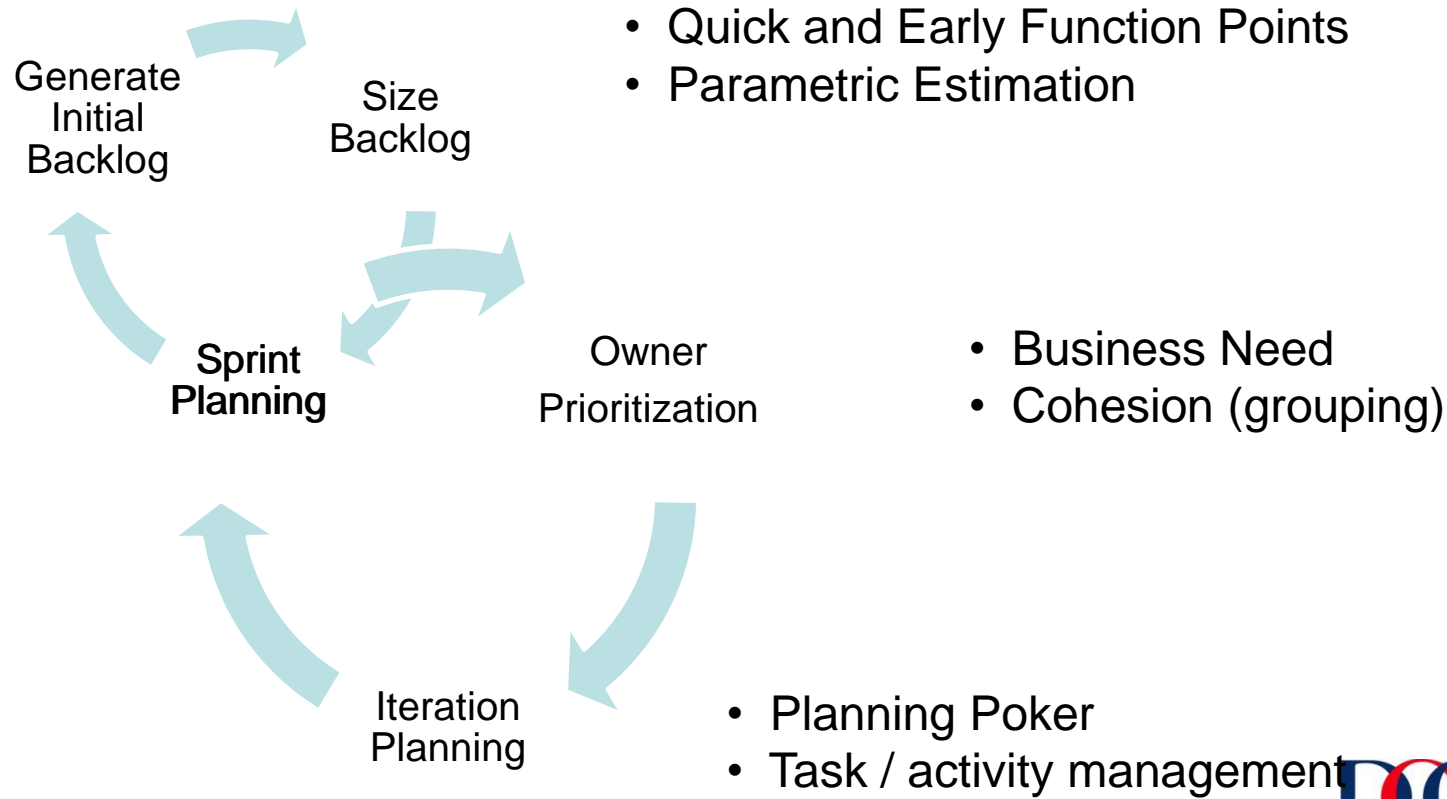 • Quick and Early Function Points
• Parametric Estimation
Generate
Initial
Backlog
Size
Backlog
Sprint
Planning
Owner
Prioritization
• Business Need
• Cohesion (grouping)
Iteration
Planning
• Planning Poker
• Task / activity management